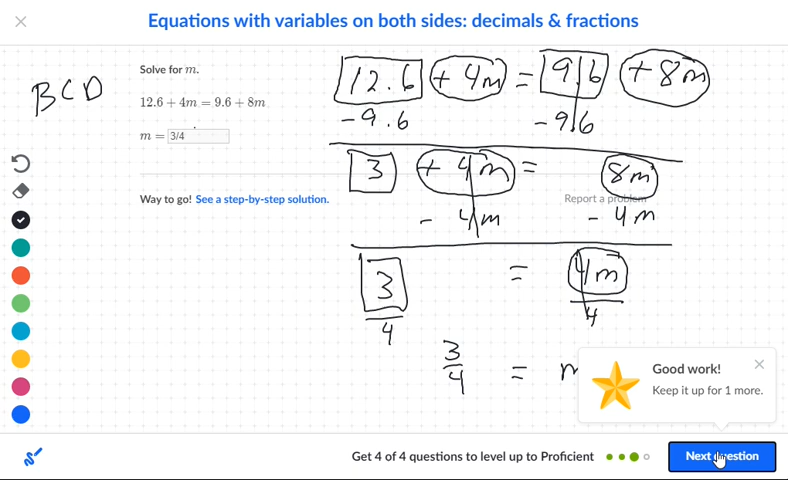 Equations with variables on both sides: decimals & fractions
Solve for m.
12.6 + 4m = 9.6 + 8m
m = 3/4
Way to go! See a step-by-step solution.
Report a problem
BCD
12.6 + 4m = 9.6 + 8m
-9.6 -9.6
3 + 4m = 8m
- 4m - 4m
3 = 4m
4 4
3/4 = m
Good work!
Keep it up for 1 more.
Get 4 of 4 questions to level up to Proficient
Next question